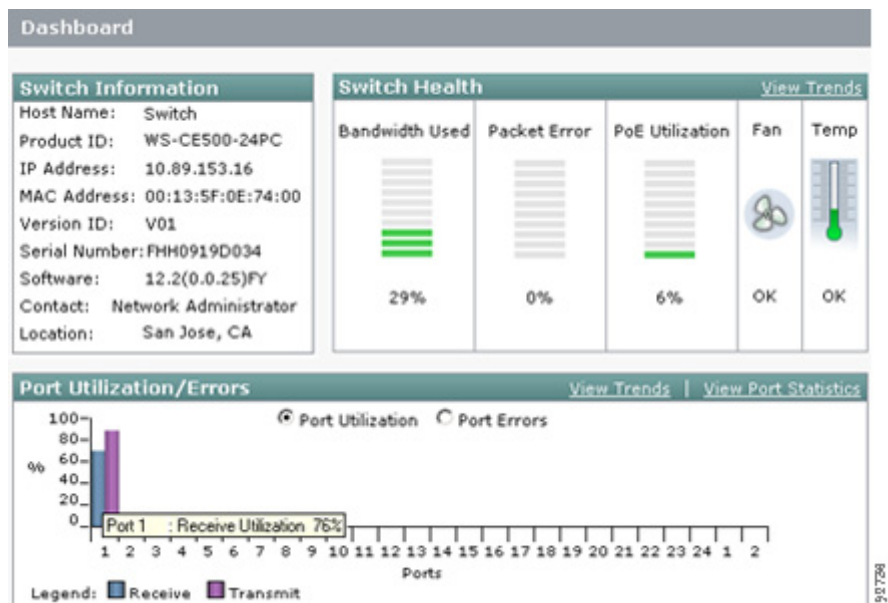 Dashboard
Switch Information
Host Name: Switch
Product ID: WS-CE500-24PC
IP Address: 10.89.153.16
MAC Address: 00:13:5F:0E:74:00
Version ID: V01
Serial Number: FHH0919D034
Software: 12.2(0.0.25)FY
Contact: Network Administrator
Location: San Jose, CA
Switch Health View Trends
Bandwidth Used Packet Error PoE Utilization Fan Temp
29% 0% 6% OK OK
Port Utilization/Errors View Trends | View Port Statistics
Port Utilization Port Errors
100
80
% 60
40
20
0
Port 1 : Receive Utilization 76%
1 2 3 4 5 6 7 8 9 10 11 12 13 14 15 16 17 18 19 20 21 22 23 24 1 2
Ports
Legend: Receive Transmit